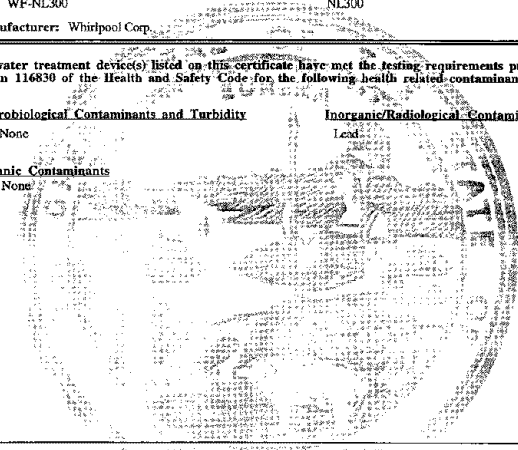 WF-NL300 NL300
ufacturer: Whirlpool Corp.
water treatment device(s) listed on this certificate have met the testing requirements pu
n 116830 of the Health and Safety Code for the following health related contaminan
robiological Contaminants and Turbidity Inorganic/Radiological Contami
None Lead
anic Contaminants
None
TATE